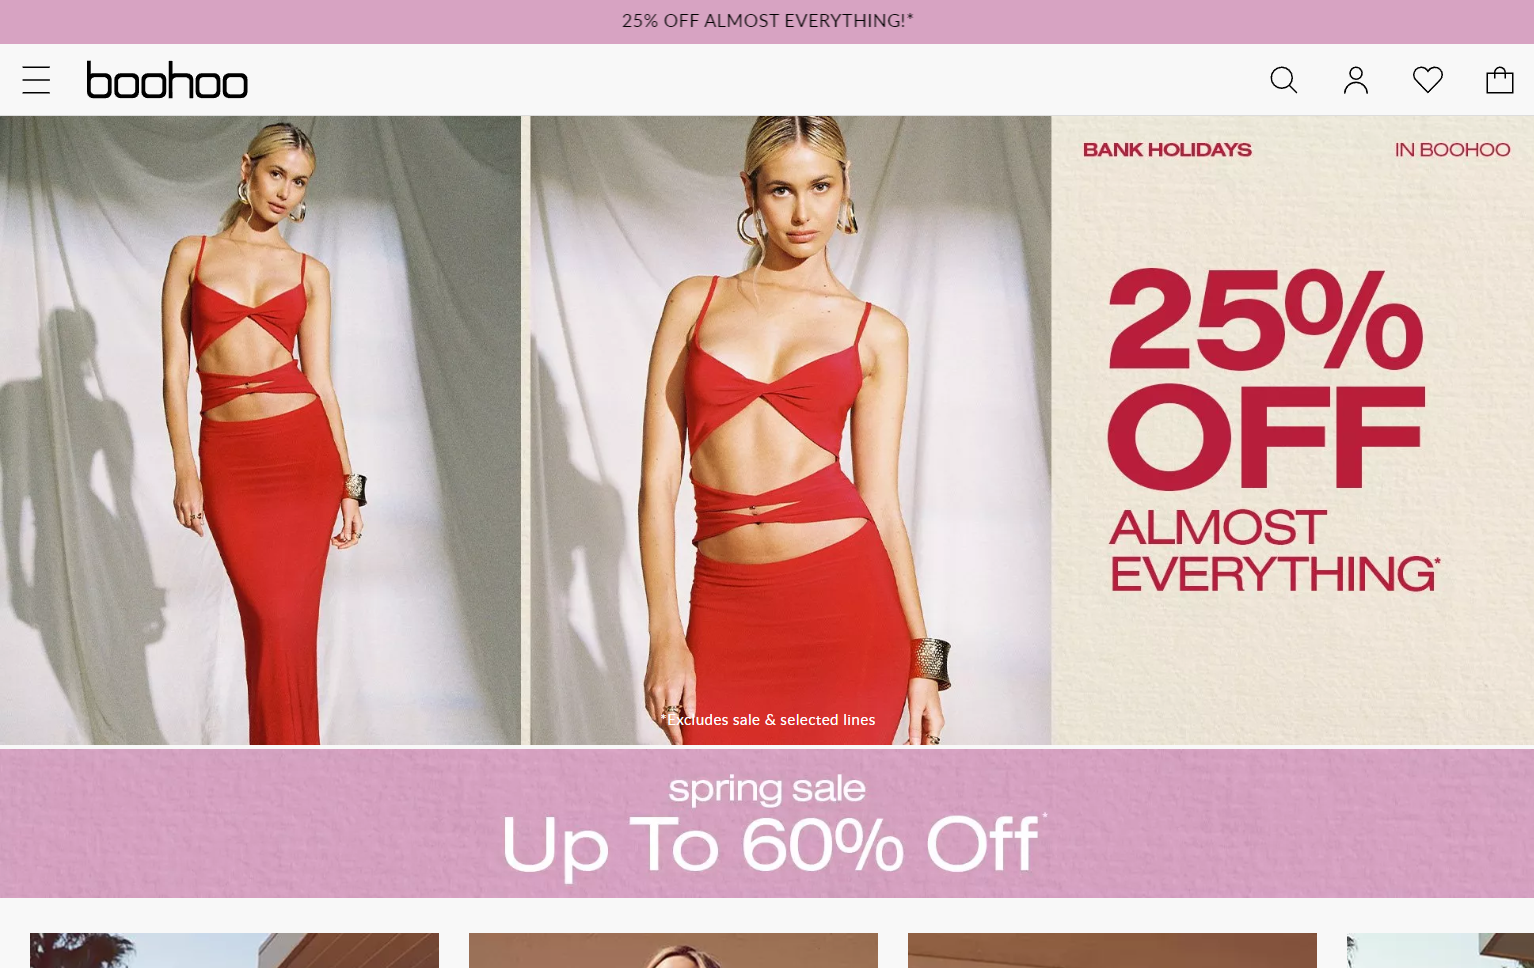 25% OFF ALMOST EVERYTHING!*
boohoo
BANK HOLIDAYS
IN BOOHOO
25%
OFF
ALMOST
EVERYTHING*
*Excludes sale & selected lines
spring sale
Up To 60% Off*